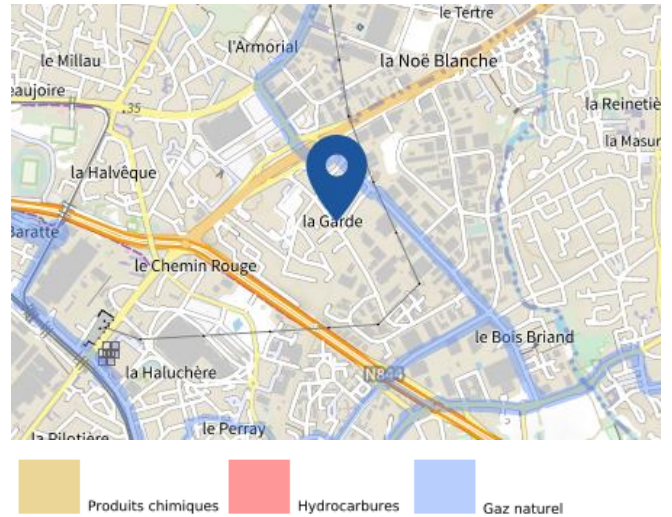 le Tertre
l'Armorial
la Noë Blanche
le Millau
eaujoire
35
la Reinetiè
la Masur
la Halvêque
la Garde
Baratte
le Chemin Rouge
le Bois Briand
N844
la Haluchère
5
le Perray
la Pilotière
Produits chimiques Hydrocarbures Gaz naturel